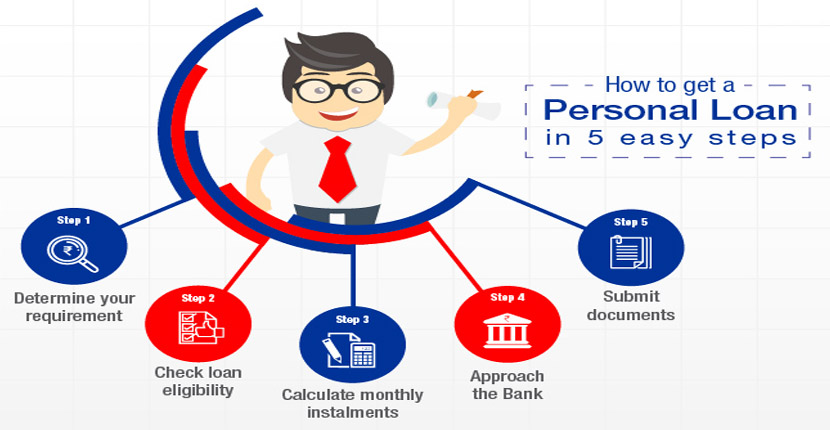 How to get a
Personal Loan
in 5 easy steps
Step 1
₹
Determine your
requirement
Step 2
Check loan
eligibility
Step 3
Calculate monthly
instalments
Step 4
₹
Approach
the Bank
Step 5
Submit
documents